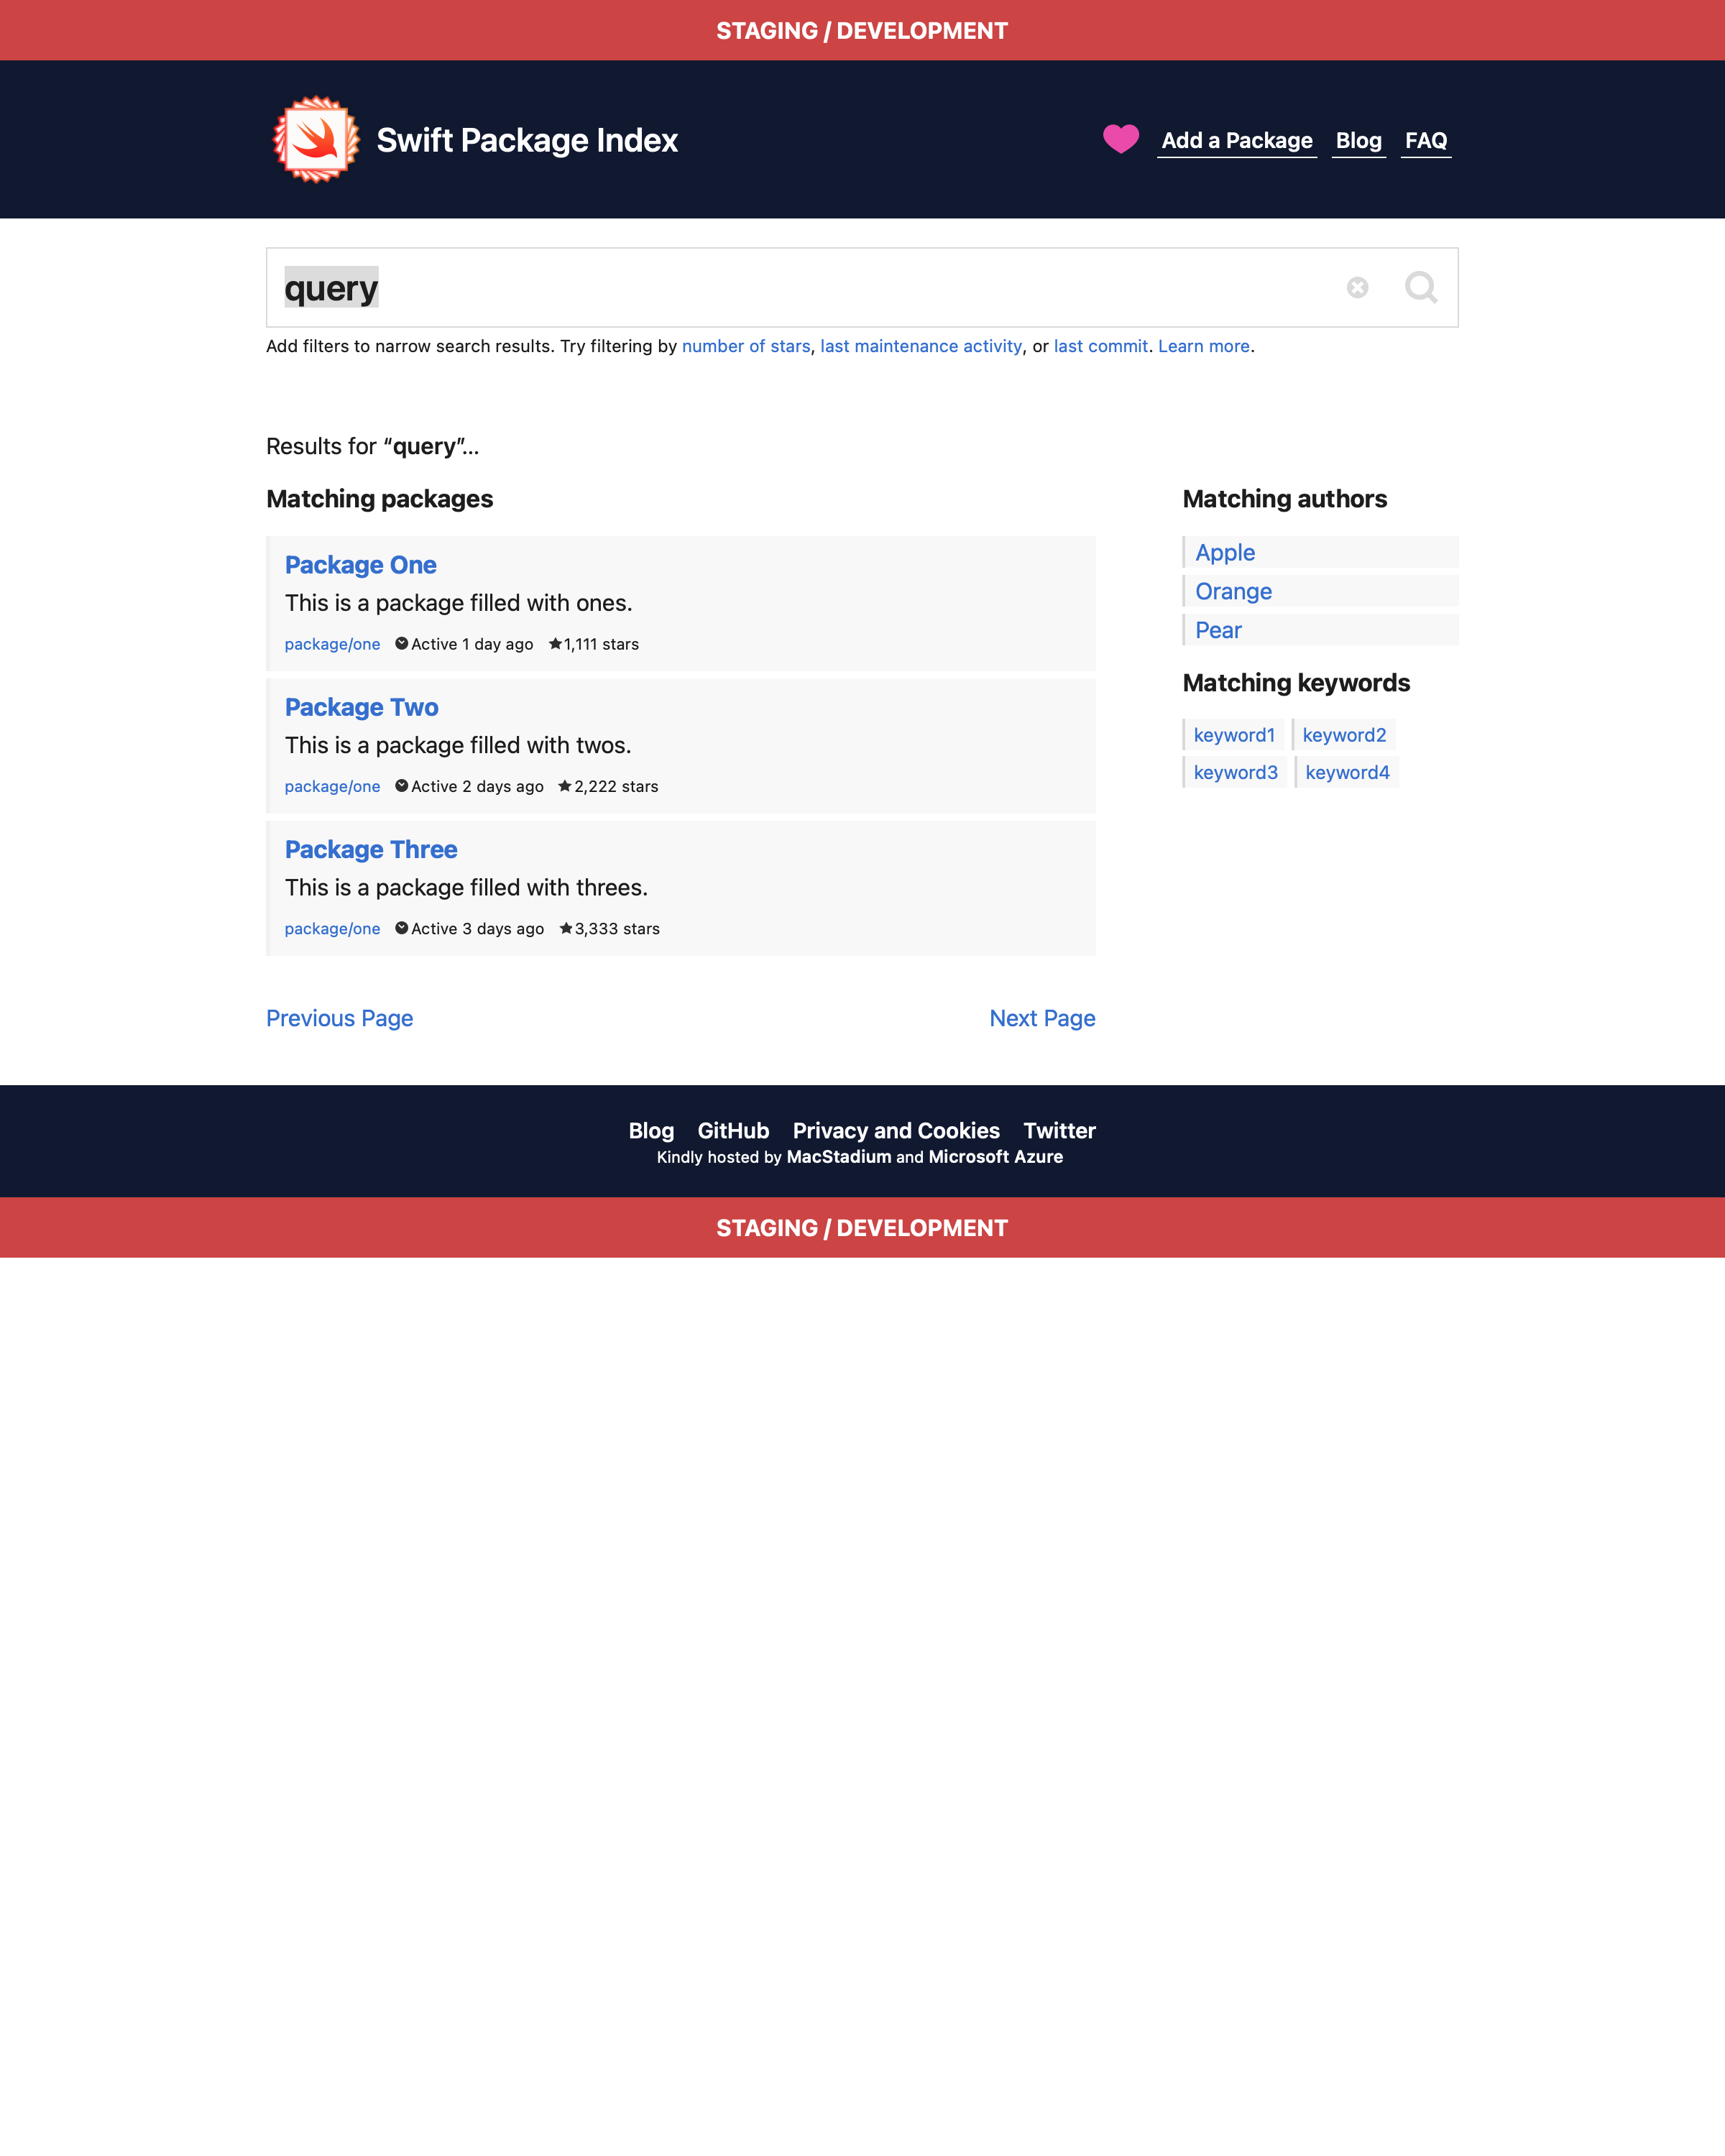 STAGING / DEVELOPMENT
Swift Package Index
Add a Package Blog FAQ
query
Add filters to narrow search results. Try filtering by number of stars, last maintenance activity, or last commit. Learn more.
Results for “query”…
Matching packages
Package One
This is a package filled with ones.
package/one Active 1 day ago 1,111 stars
Package Two
This is a package filled with twos.
package/one Active 2 days ago 2,222 stars
Package Three
This is a package filled with threes.
package/one Active 3 days ago 3,333 stars
Previous Page Next Page
Matching authors
Apple
Orange
Pear
Matching keywords
keyword1 keyword2
keyword3 keyword4
Blog GitHub Privacy and Cookies Twitter
Kindly hosted by MacStadium and Microsoft Azure
STAGING / DEVELOPMENT